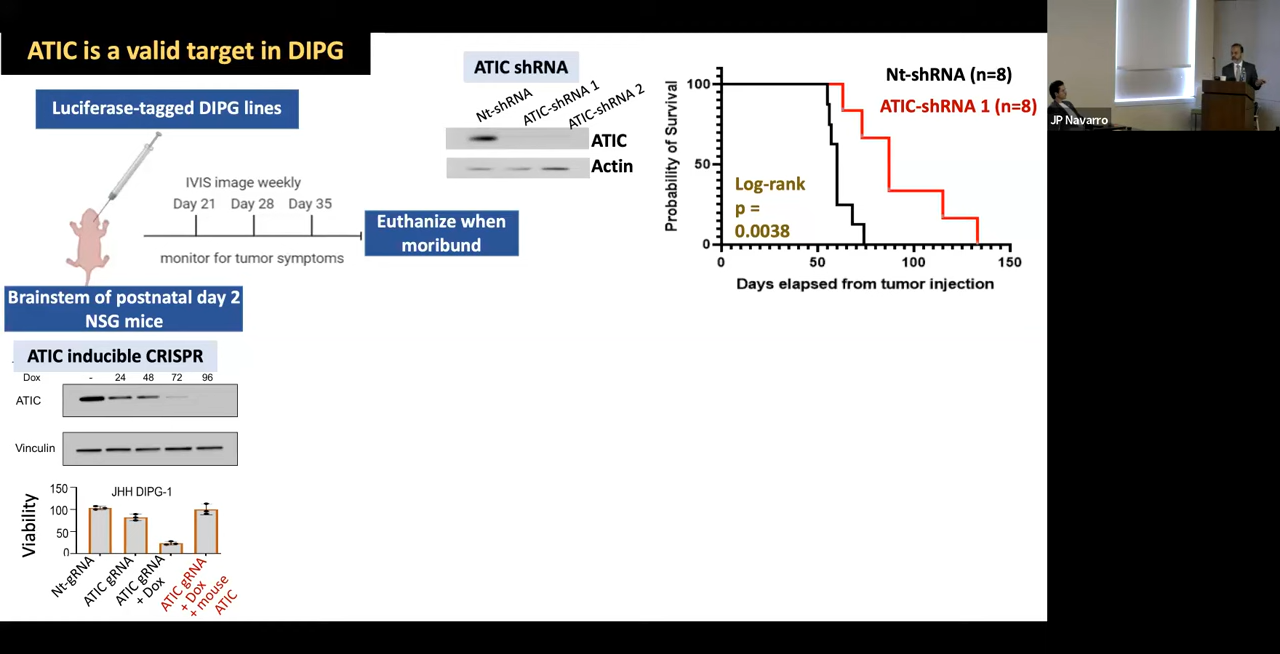 ATIC is a valid target in DIPG
Luciferase-tagged DIPG lines
IVIS image weekly
Day 21 Day 28 Day 35
monitor for tumor symptoms
Euthanize when
moribund
Brainstem of postnatal day 2
NSG mice
ATIC shRNA
Nt-shRNA
ATIC-shRNA 1
ATIC-shRNA 2
ATIC
Actin
Nt-shRNA (n=8)
ATIC-shRNA 1 (n=8)
Probability of Survival
100
50
0
Log-rank
p =
0.0038
0 50 100 150
Days elapsed from tumor injection
JP Navarro
ATIC inducible CRISPR
Dox - 24 48 72 96
ATIC
Vinculin
JHH DIPG-1
Viability
150
100
50
0
Nt-gRNA
ATIC gRNA
ATIC gRNA
+ Dox
ATIC gRNA
+ Dox
+ mouse
ATIC